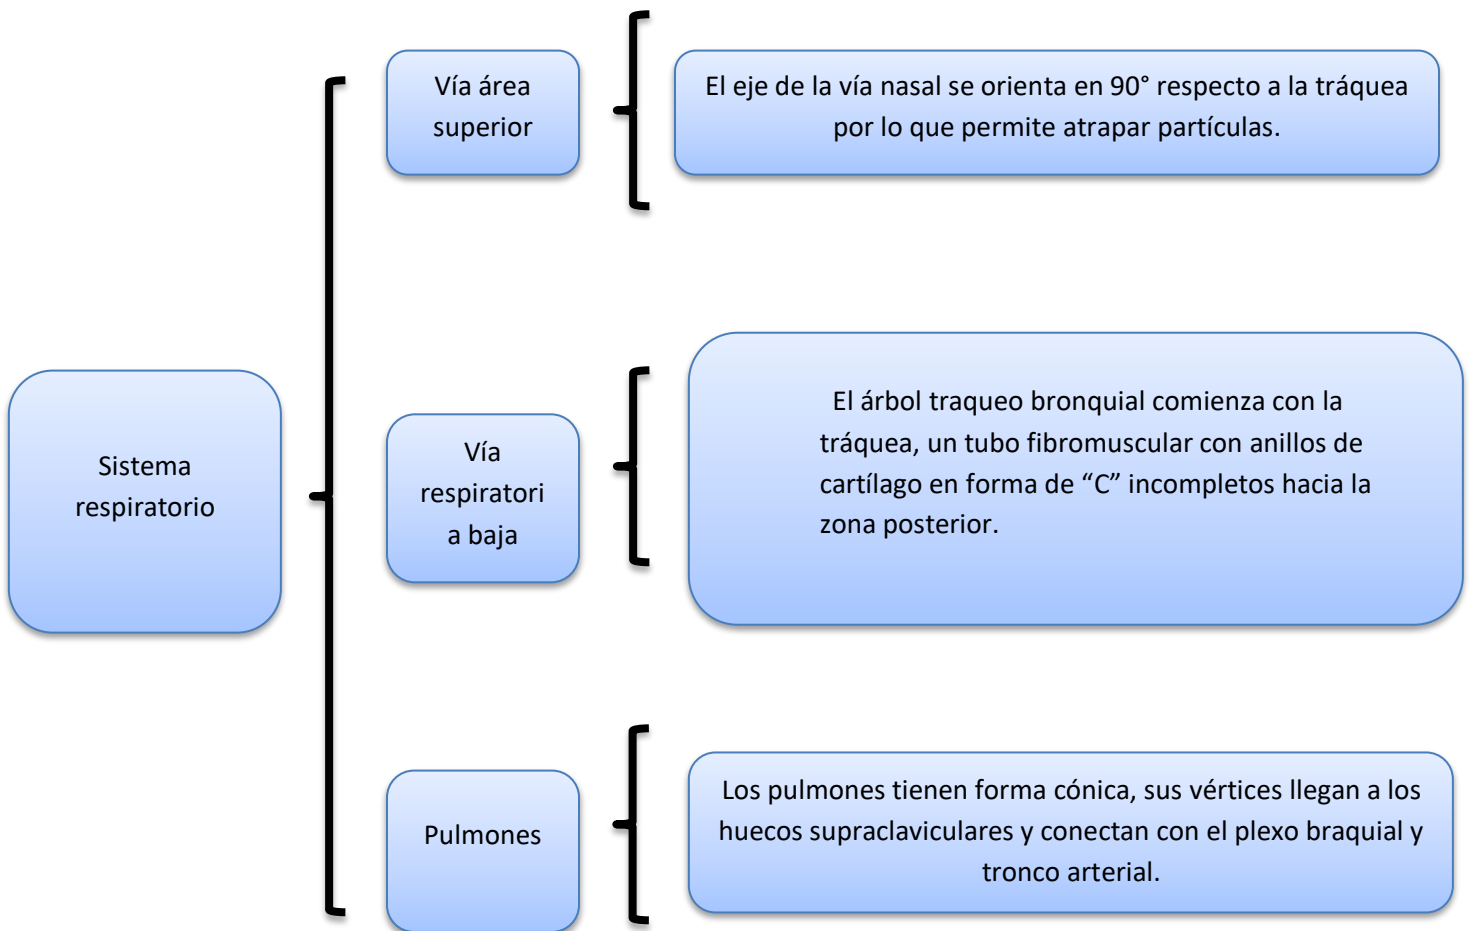 Sistema
respiratorio
Vía área
superior
El eje de la vía nasal se orienta en 90° respecto a la tráquea
por lo que permite atrapar partículas.
Vía
respiratori
a baja
El árbol traqueo bronquial comienza con la
tráquea, un tubo fibromuscular con anillos de
cartílago en forma de “C” incompletos hacia la
zona posterior.
Pulmones
Los pulmones tienen forma cónica, sus vértices llegan a los
huecos supraclaviculares y conectan con el plexo braquial y
tronco arterial.